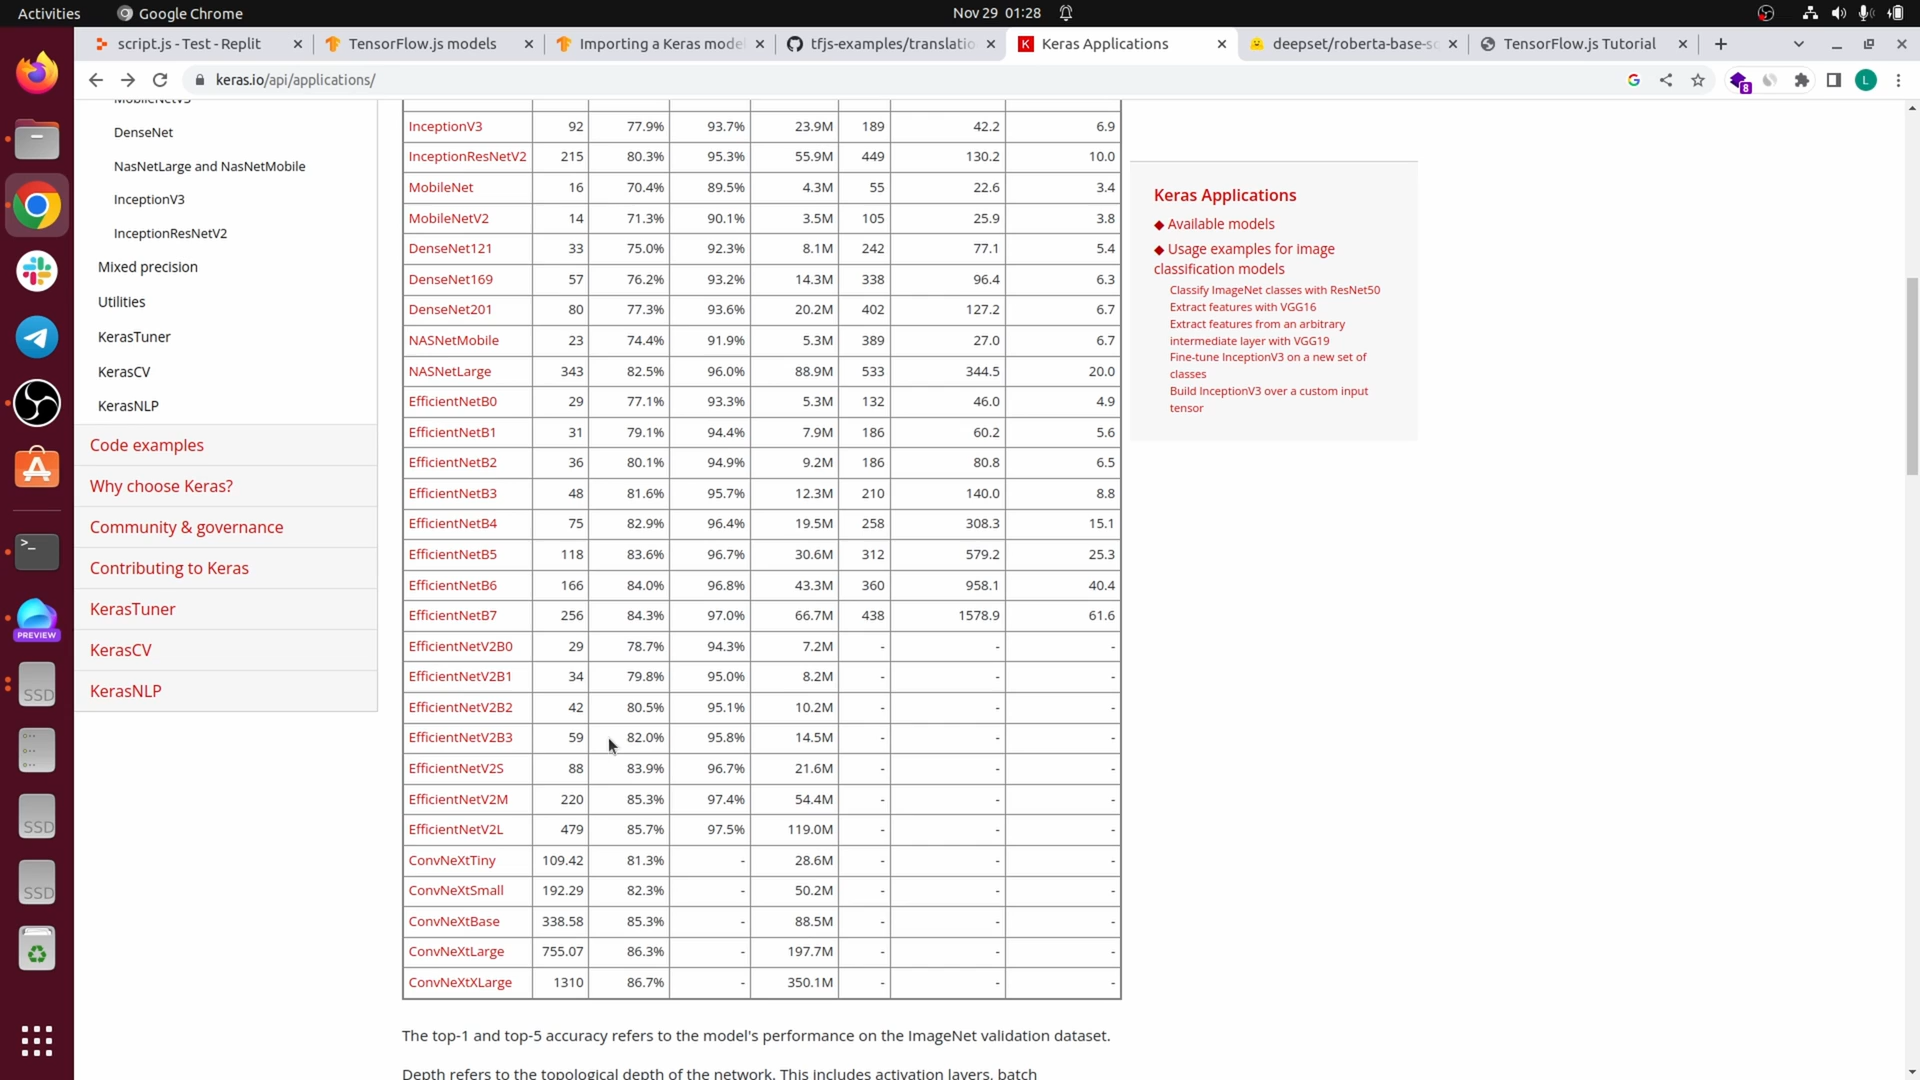 Activities
Google Chrome
Nov 29 01:28
script.js - Test - Replit
TensorFlow.js models
Importing a Keras mode
tfjs-examples/translatio
Keras Applications
deepset/roberta-base-s
TensorFlow.js Tutorial
keras.io/api/applications/
8
L
MobileNetV3
DenseNet
NasNetLarge and NasNetMobile
InceptionV3
InceptionResNetV2
Mixed precision
Utilities
KerasTuner
KerasCV
KerasNLP
Code examples
Why choose Keras?
Community & governance
Contributing to Keras
KerasTuner
KerasCV
KerasNLP
PREVIEW
SSD
SSD
SSD
InceptionV3 92 77.9% 93.7% 23.9M 189 42.2 6.9
InceptionResNetV2 215 80.3% 95.3% 55.9M 449 130.2 10.0
MobileNet 16 70.4% 89.5% 4.3M 55 22.6 3.4
MobileNetV2 14 71.3% 90.1% 3.5M 105 25.9 3.8
DenseNet121 33 75.0% 92.3% 8.1M 242 77.1 5.4
DenseNet169 57 76.2% 93.2% 14.3M 338 96.4 6.3
DenseNet201 80 77.3% 93.6% 20.2M 402 127.2 6.7
NASNetMobile 23 74.4% 91.9% 5.3M 389 27.0 6.7
NASNetLarge 343 82.5% 96.0% 88.9M 533 344.5 20.0
EfficientNetB0 29 77.1% 93.3% 5.3M 132 46.0 4.9
EfficientNetB1 31 79.1% 94.4% 7.9M 186 60.2 5.6
EfficientNetB2 36 80.1% 94.9% 9.2M 186 80.8 6.5
EfficientNetB3 48 81.6% 95.7% 12.3M 210 140.0 8.8
EfficientNetB4 75 82.9% 96.4% 19.5M 258 308.3 15.1
EfficientNetB5 118 83.6% 96.7% 30.6M 312 579.2 25.3
EfficientNetB6 166 84.0% 96.8% 43.3M 360 958.1 40.4
EfficientNetB7 256 84.3% 97.0% 66.7M 438 1578.9 61.6
EfficientNetV2B0 29 78.7% 94.3% 7.2M - - -
EfficientNetV2B1 34 79.8% 95.0% 8.2M - - -
EfficientNetV2B2 42 80.5% 95.1% 10.2M - - -
EfficientNetV2B3 59 82.0% 95.8% 14.5M - - -
EfficientNetV2S 88 83.9% 96.7% 21.6M - - -
EfficientNetV2M 220 85.3% 97.4% 54.4M - - -
EfficientNetV2L 479 85.7% 97.5% 119.0M - - -
ConvNeXtTiny 109.42 81.3% - 28.6M - - -
ConvNeXtSmall 192.29 82.3% - 50.2M - - -
ConvNeXtBase 338.58 85.3% - 88.5M - - -
ConvNeXtLarge 755.07 86.3% - 197.7M - - -
ConvNeXtXLarge 1310 86.7% - 350.1M - - -
The top-1 and top-5 accuracy refers to the model's performance on the ImageNet validation dataset.
Depth refers to the topological depth of the network. This includes activation layers, batch
Keras Applications
◆ Available models
◆ Usage examples for image
classification models
Classify ImageNet classes with ResNet50
Extract features with VGG16
Extract features from an arbitrary
intermediate layer with VGG19
Fine-tune InceptionV3 on a new set of
classes
Build InceptionV3 over a custom input
tensor